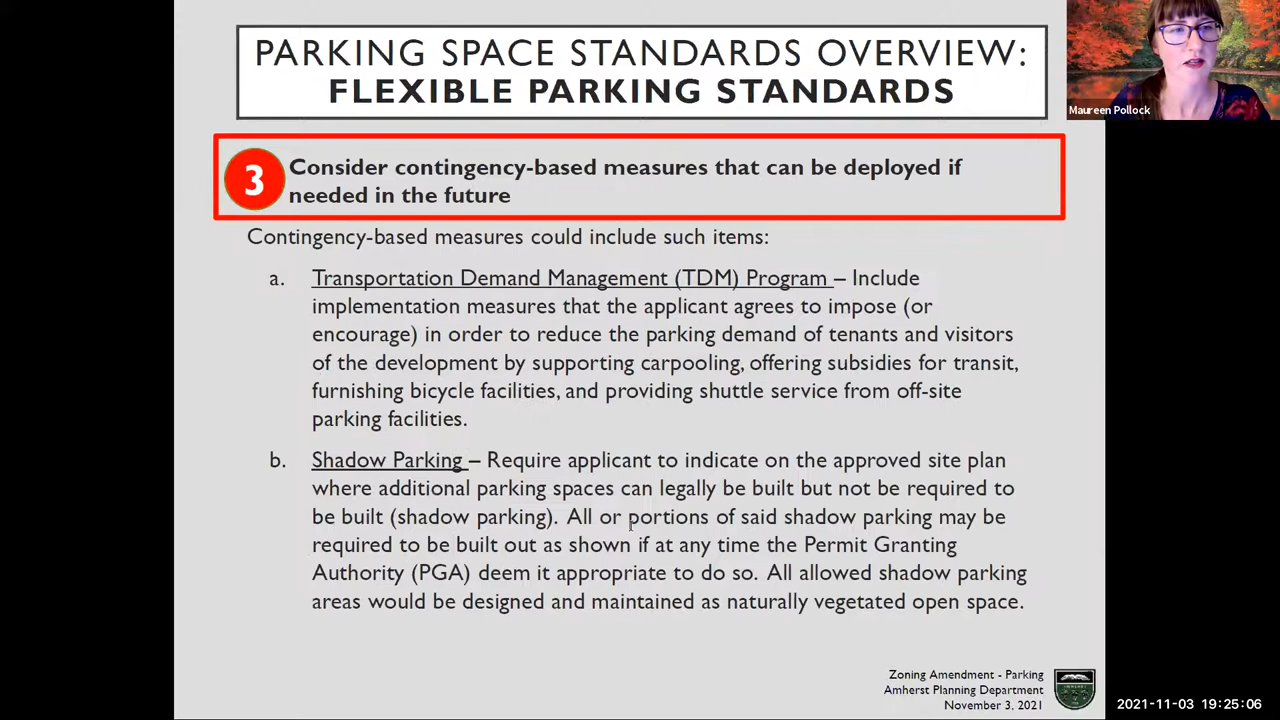 PARKING SPACE STANDARDS OVERVIEW:
FLEXIBLE PARKING STANDARDS
Maureen Pollock
3
Consider contingency-based measures that can be deployed if
needed in the future
Contingency-based measures could include such items:
a. Transportation Demand Management (TDM) Program – Include
implementation measures that the applicant agrees to impose (or
encourage) in order to reduce the parking demand of tenants and visitors
of the development by supporting carpooling, offering subsidies for transit,
furnishing bicycle facilities, and providing shuttle service from off-site
parking facilities.
b. Shadow Parking – Require applicant to indicate on the approved site plan
where additional parking spaces can legally be built but not be required to
be built (shadow parking). All or portions of said shadow parking may be
required to be built out as shown if at any time the Permit Granting
Authority (PGA) deem it appropriate to do so. All allowed shadow parking
areas would be designed and maintained as naturally vegetated open space.
Zoning Amendment - Parking
Amherst Planning Department
November 3, 2021
2021-11-03 19:25:06